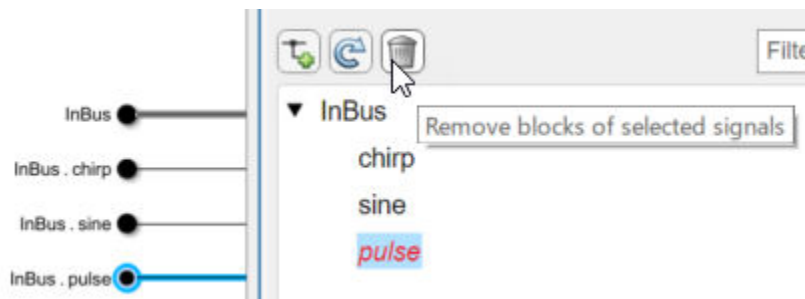 Filte
InBus
InBus
Remove blocks of selected signals
InBus . chirp
chirp
InBus . sine
sine
InBus . pulse
pulse